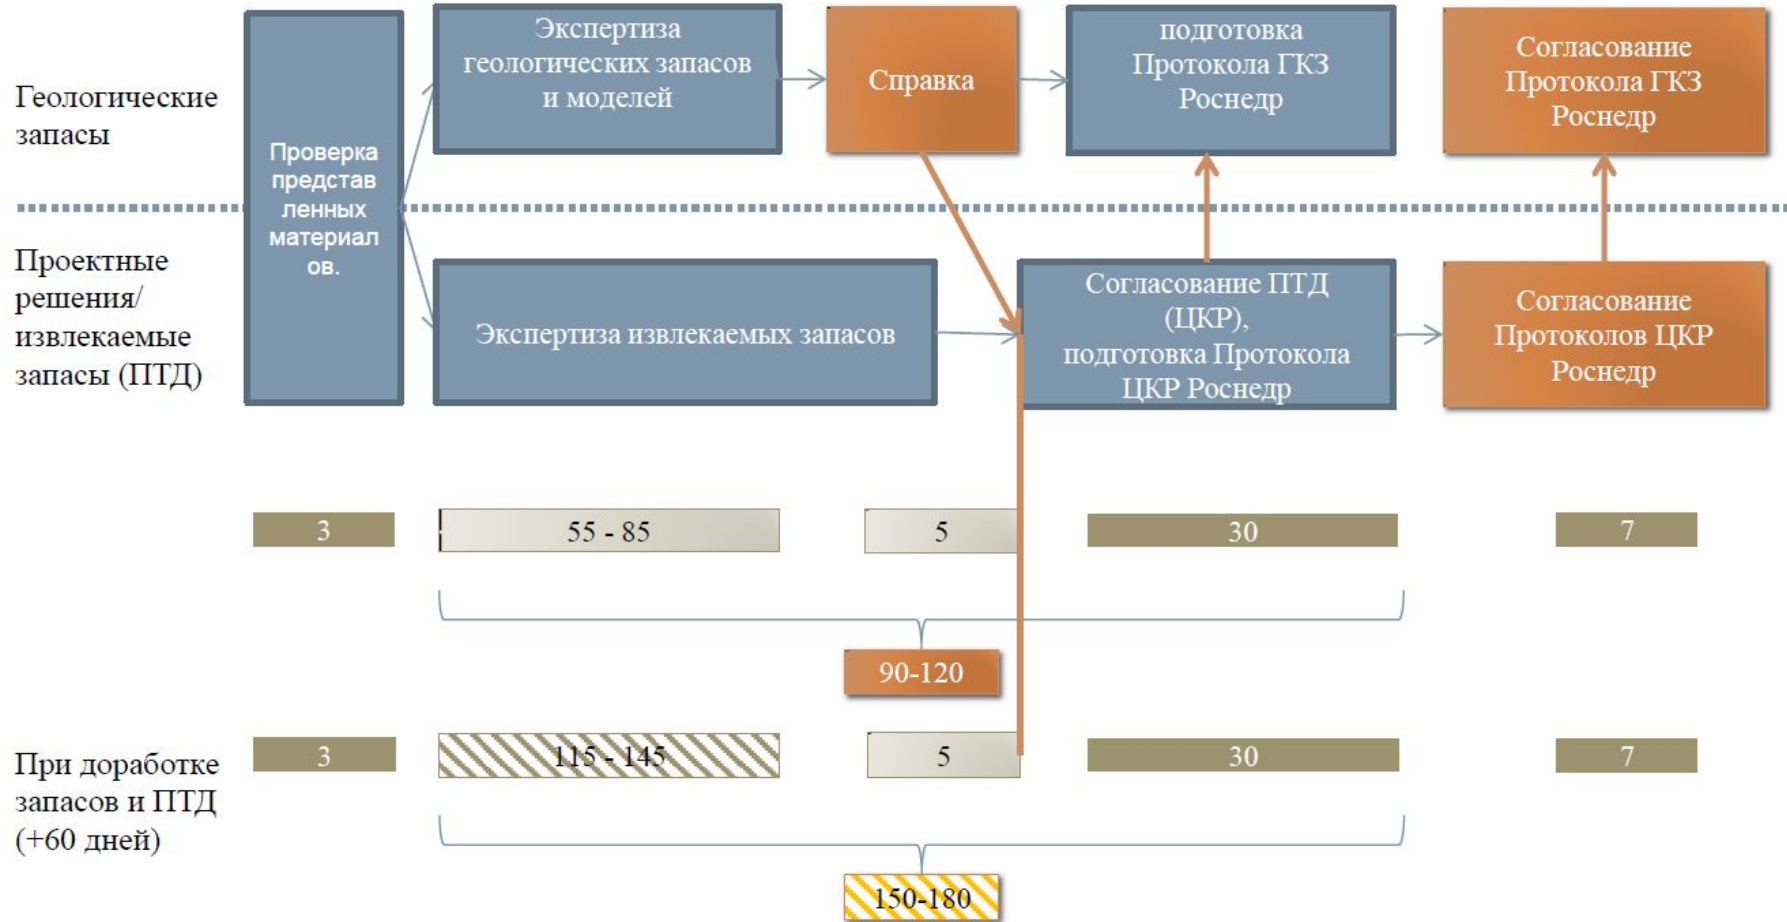 Геологические
запасы
Проверка
представ
ленных
материал
ов.
Экспертиза
геологических запасов
и моделей
Справка
подготовка
Протокола ГКЗ
Роснедр
Согласование
Протокола ГКЗ
Роснедр
Проектные
решения/
извлекаемые
запасы (ПТД)
Экспертиза извлекаемых запасов
Согласование ПТД
(ЦКР),
подготовка Протокола
ЦКР Роснедр
Согласование
Протоколов ЦКР
Роснедр
3
55 - 85
5
30
7
90-120
При доработке
запасов и ПТД
(+60 дней)
3
115 - 145
5
30
7
150-180